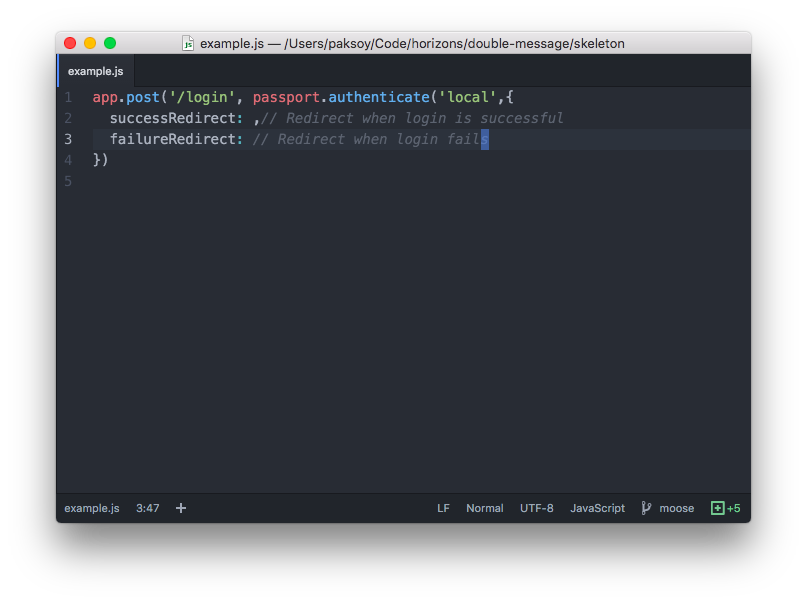 example.js — /Users/paksoy/Code/horizons/double-message/skeleton
example.js
1 app.post('/login', passport.authenticate('local',{
2   successRedirect: ,// Redirect when login is successful
3   failureRedirect: // Redirect when login fails
4 })
5
example.js 3:47 + LF Normal UTF-8 JavaScript moose +5